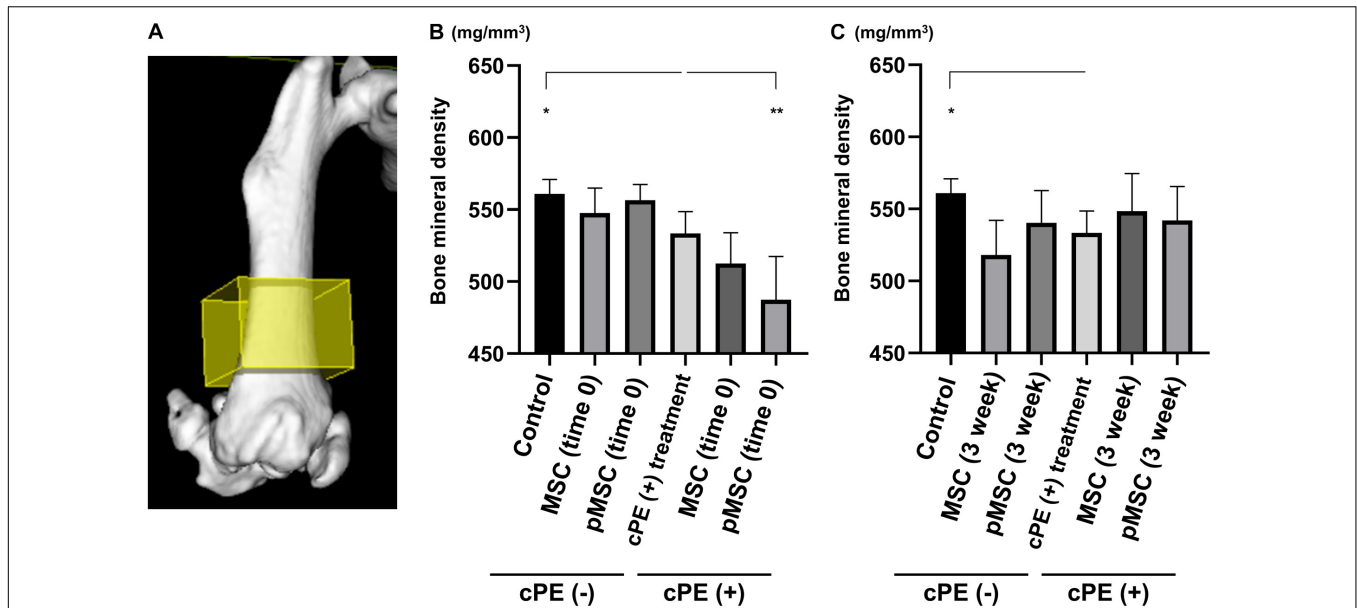 A
B (mg/mm³)
650
600
550
500
450
Bone mineral density
*
**
Control
MSC (time 0)
pMSC (time 0)
cPE (+) treatment
MSC (time 0)
pMSC (time 0)
cPE (-)
cPE (+)
C (mg/mm³)
650
600
550
500
450
Bone mineral density
*
Control
MSC (3 week)
pMSC (3 week)
cPE (+) treatment
MSC (3 week)
pMSC (3 week)
cPE (-)
cPE (+)